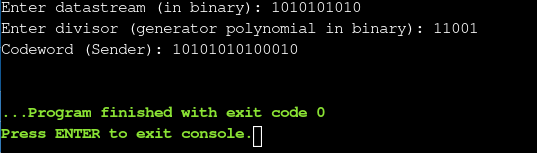 Enter datastream (in binary): 1010101010
Enter divisor (generator polynomial in binary): 11001
Codeword (Sender): 10101010100010
...Program finished with exit code 0
Press ENTER to exit console.